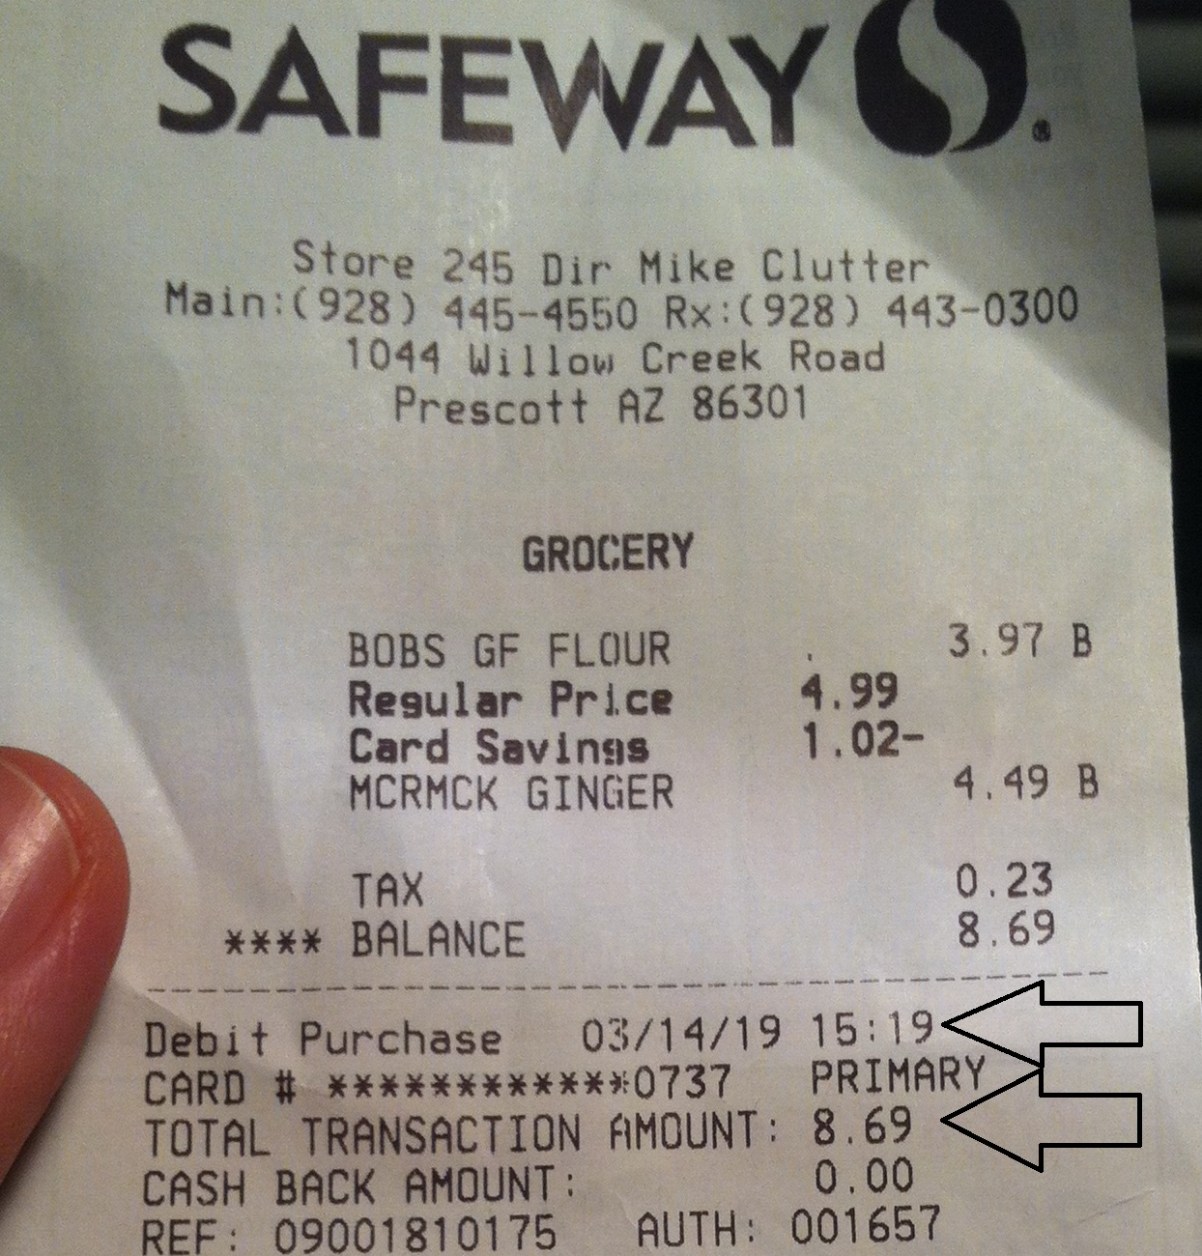 SAFEWAY
Store 245 Dir Mike Clutter
Main:(928) 445-4550 Rx:(928) 443-0300
1044 Willow Creek Road
Prescott AZ 86301
GROCERY
BOBS GF FLOUR 3.97 B
Regular Price 4.99
Card Savings 1.02-
MCRMCK GINGER 4.49 B
TAX 0.23
**** BALANCE 8.69
Debit Purchase 03/14/19 15:19
CARD # ************0737 PRIMARY
TOTAL TRANSACTION AMOUNT: 8.69
CASH BACK AMOUNT: 0.00
REF: 09001810175 AUTH: 001657